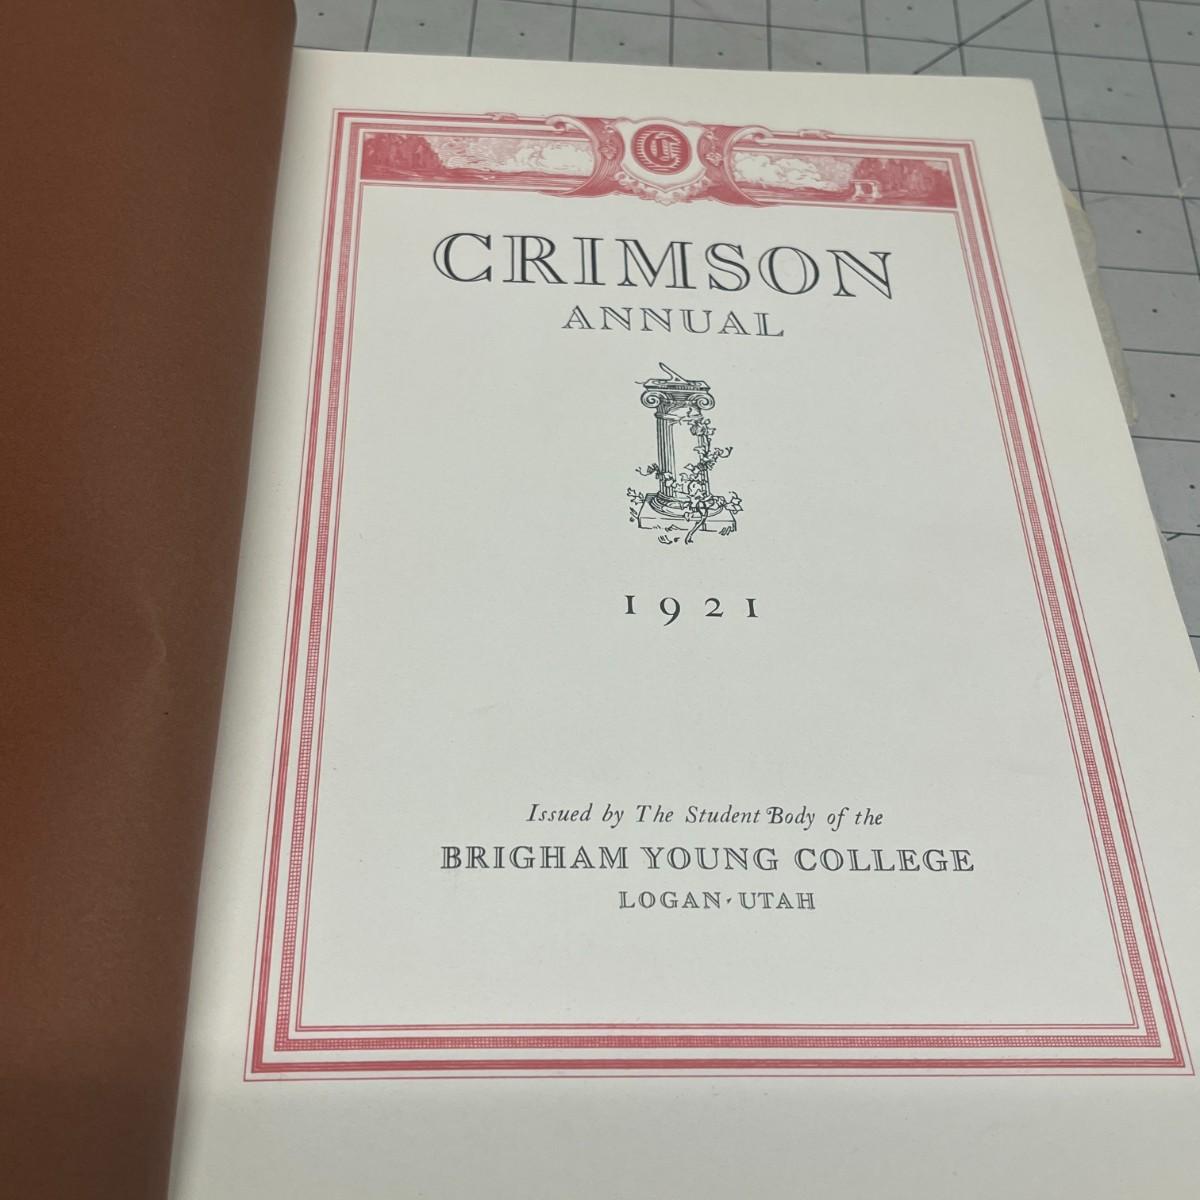 CRIMSON
ANNUAL
1921
Issued by The Student Body of the
BRIGHAM YOUNG COLLEGE
LOGAN · UTAH